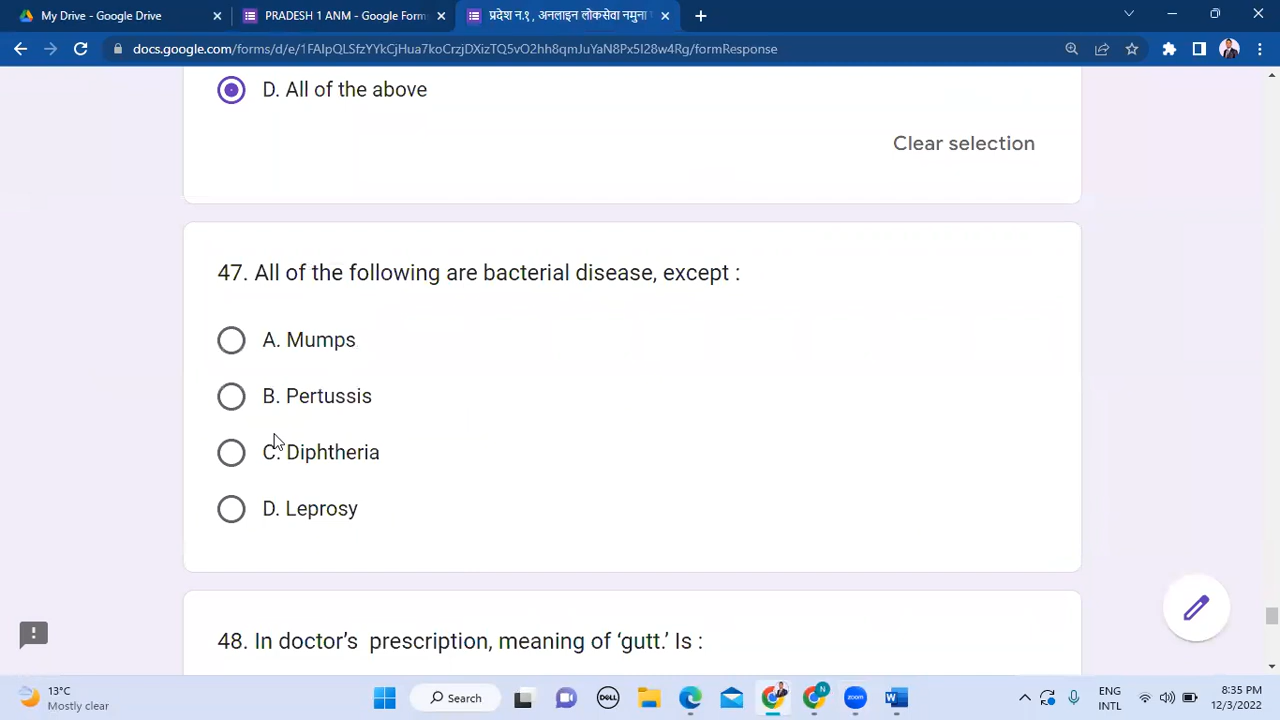 My Drive - Google Drive
PRADESH 1 ANM - Google Form
प्रदेश न.१ , अनलाइन लोकसेवा नमुना
docs.google.com/forms/d/e/1FAIpQLSfzYYkCjHua7koCrzjDXizTQ5vO2hh8qmJuYaN8Px5I28w4Rg/formResponse
D. All of the above
Clear selection
47. All of the following are bacterial disease, except :
A. Mumps
B. Pertussis
C. Diphtheria
D. Leprosy
48. In doctor’s prescription, meaning of ‘gutt.’ Is :
13°C
Mostly clear
Search
DELL
zoom
ENG
INTL
8:35 PM
12/3/2022